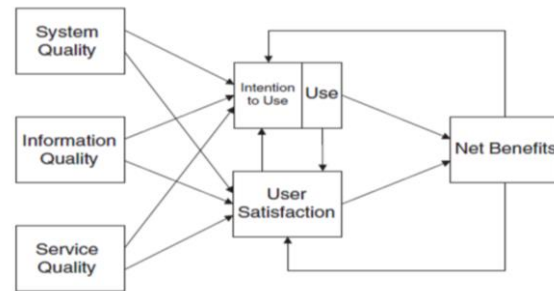 System
Quality
Intention
to Use
Use
Information
Quality
Net Benefits
User
Satisfaction
Service
Quality